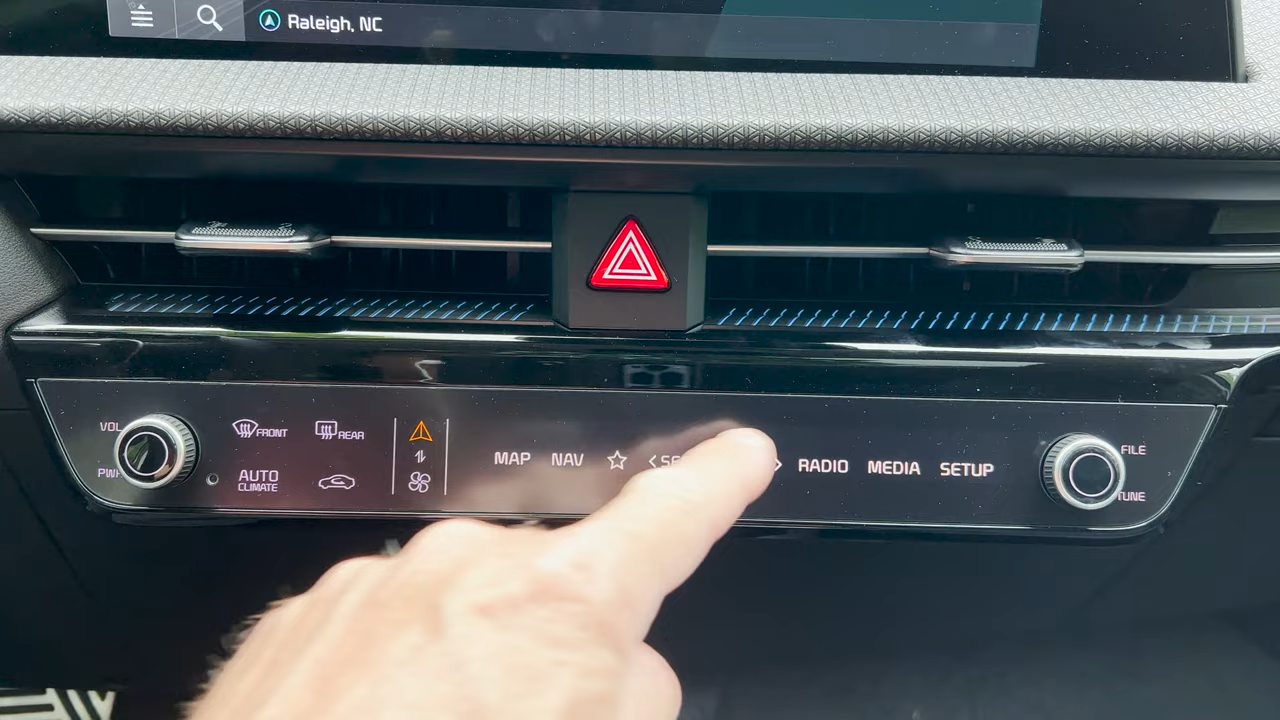 Raleigh, NC
VOL
PWR
FRONT
REAR
AUTO
CLIMATE
MAP
NAV
RADIO
MEDIA
SETUP
FILE
TUNE